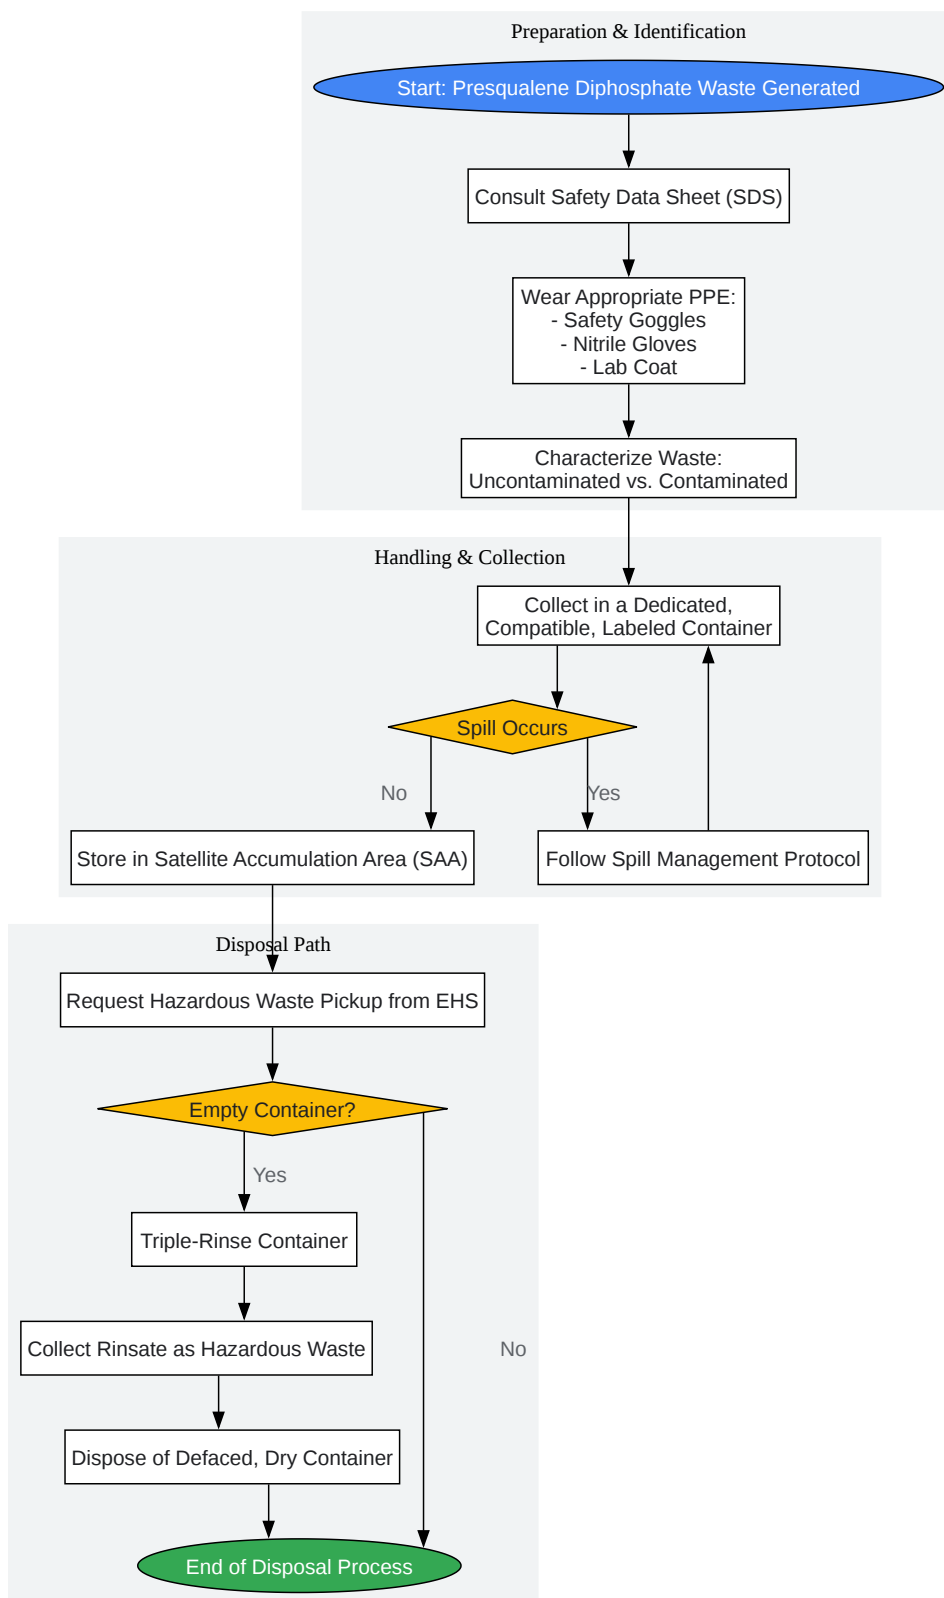 Preparation & Identification
Start: Presqualene Diphosphate Waste Generated
Consult Safety Data Sheet (SDS)
Wear Appropriate PPE:
- Safety Goggles
- Nitrile Gloves
- Lab Coat
Characterize Waste:
Uncontaminated vs. Contaminated
Handling & Collection
Collect in a Dedicated,
Compatible, Labeled Container
Spill Occurs
No
Yes
Store in Satellite Accumulation Area (SAA)
Follow Spill Management Protocol
Disposal Path
Request Hazardous Waste Pickup from EHS
Empty Container?
Yes
Triple-Rinse Container
Collect Rinsate as Hazardous Waste
No
Dispose of Defaced, Dry Container
End of Disposal Process